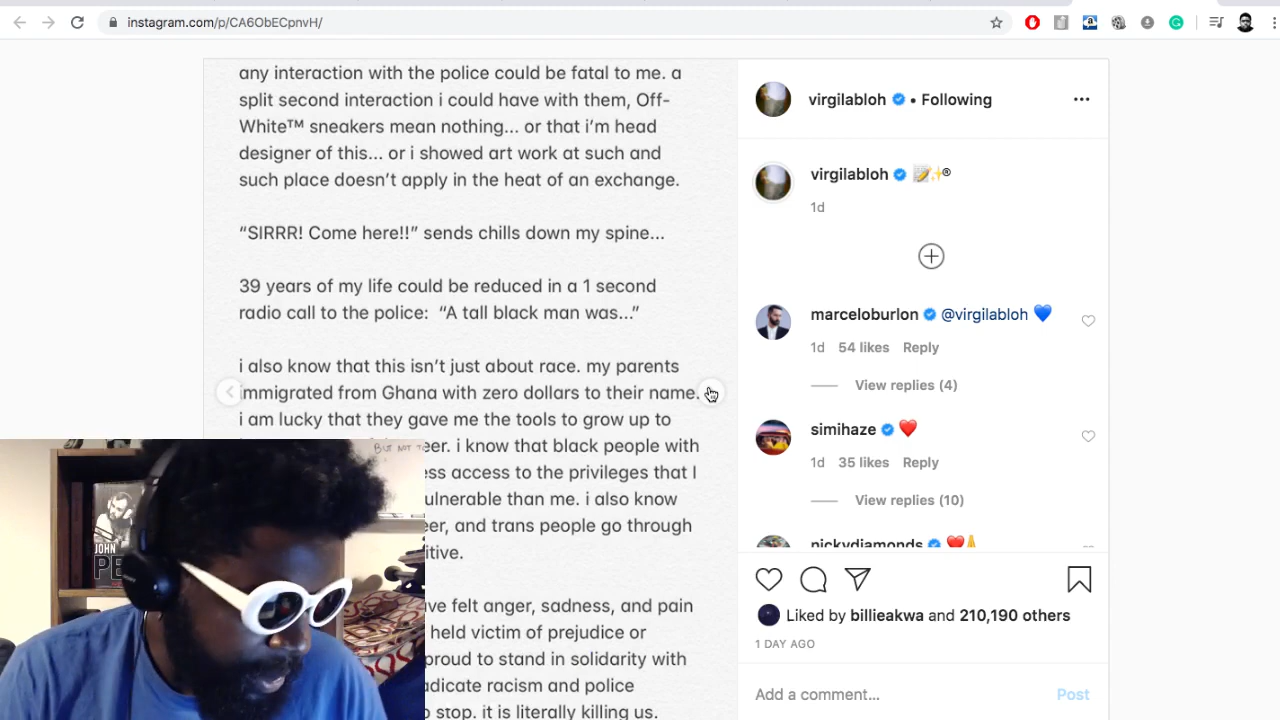 instagram.com/p/CA6ObECpnvH/
any interaction with the police could be fatal to me. a
split second interaction i could have with them, Off-
White™ sneakers mean nothing... or that i'm head
designer of this... or i showed art work at such and
such place doesn't apply in the heat of an exchange.
“SIRRR! Come here!!” sends chills down my spine...
39 years of my life could be reduced in a 1 second
radio call to the police: “A tall black man was...”
i also know that this isn't just about race. my parents
immigrated from Ghana with zero dollars to their name.
i am lucky that they gave me the tools to grow up to
eer. i know that black people with
ess access to the privileges that I
ulnerable than me. i also know
eer, and trans people go through
itive.
ve felt anger, sadness, and pain
held victim of prejudice or
proud to stand in solidarity with
adicate racism and police
stop. it is literally killing us.
BUT NOT
JOHN
PE
virgilabloh • Following
virgilabloh 📝✨®
1d
marceloburlon @virgilabloh 💙
1d 54 likes Reply
View replies (4)
simihaze ❤️
1d 35 likes Reply
View replies (10)
nickydiamonds ❤️🙏
Liked by billieakwa and 210,190 others
1 DAY AGO
Add a comment... Post